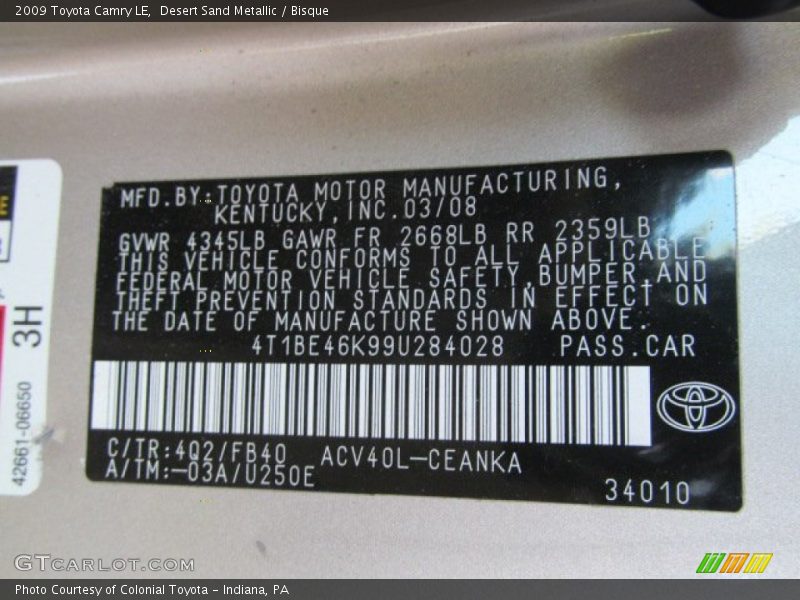 2009 Toyota Camry LE, Desert Sand Metallic / Bisque
MFD.BY:TOYOTA MOTOR MANUFACTURING,
KENTUCKY,INC.03/08
GVWR 4345LB GAWR FR 2668LB RR 2359LB
THIS VEHICLE CONFORMS TO ALL APPLICABLE
FEDERAL MOTOR VEHICLE SAFETY,BUMPER,AND
THEFT PREVENTION STANDARDS IN EFFECT ON
THE DATE OF MANUFACTURE SHOWN ABOVE.
4T1BE46K99U284028 PASS.CAR
C/TR:4Q2/FB40 ACV40L-CEANKA
A/TM:-03A/U250E
34010
3H
42661-06650
GTCARLOT.COM
Photo Courtesy of Colonial Toyota - Indiana, PA